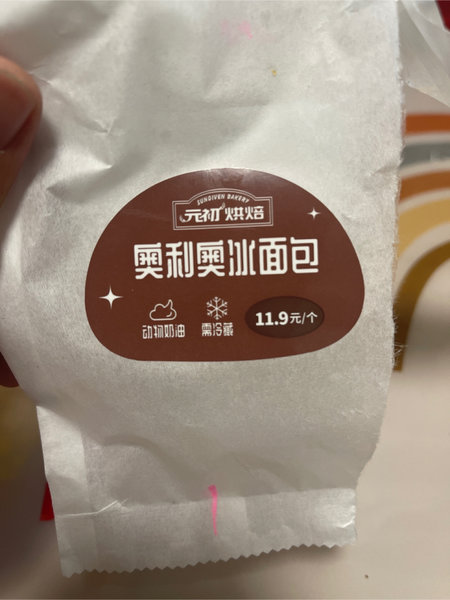 SUNGIVEN BAKERY
元初 烘焙
奥利奥冰面包
动物奶油 需冷藏 11.9元/个